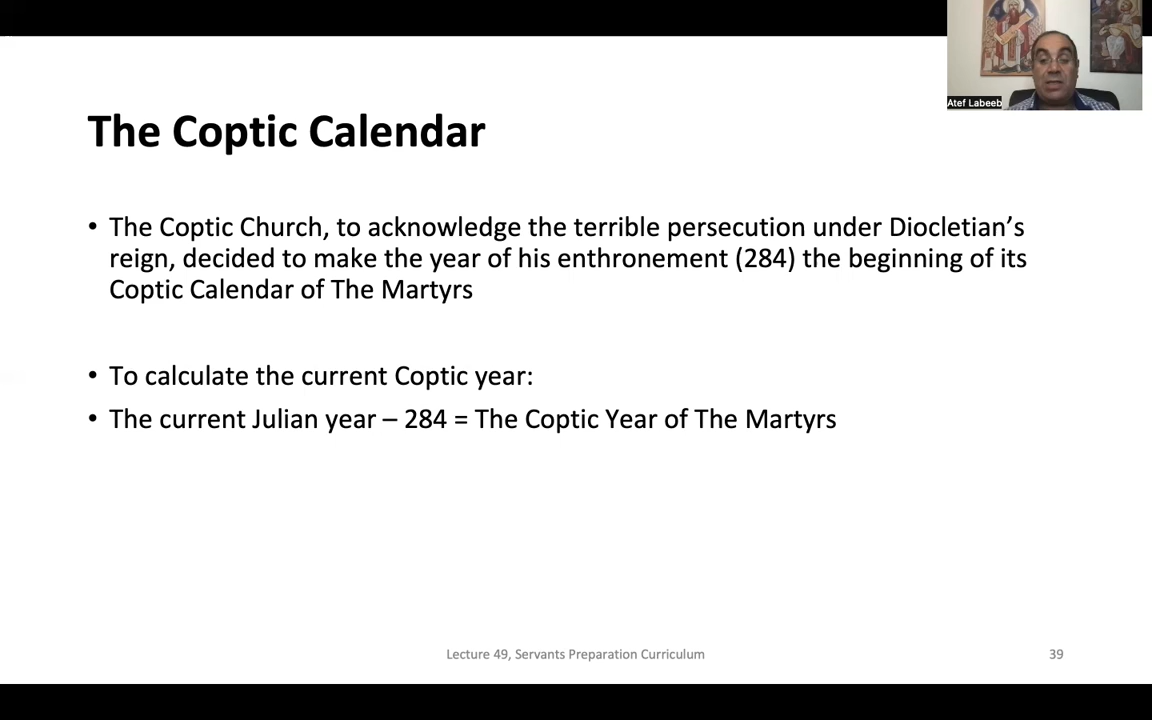 Atef Labeeb
The Coptic Calendar
• The Coptic Church, to acknowledge the terrible persecution under Diocletian’s
reign, decided to make the year of his enthronement (284) the beginning of its
Coptic Calendar of The Martyrs
• To calculate the current Coptic year:
• The current Julian year – 284 = The Coptic Year of The Martyrs
Lecture 49, Servants Preparation Curriculum
39